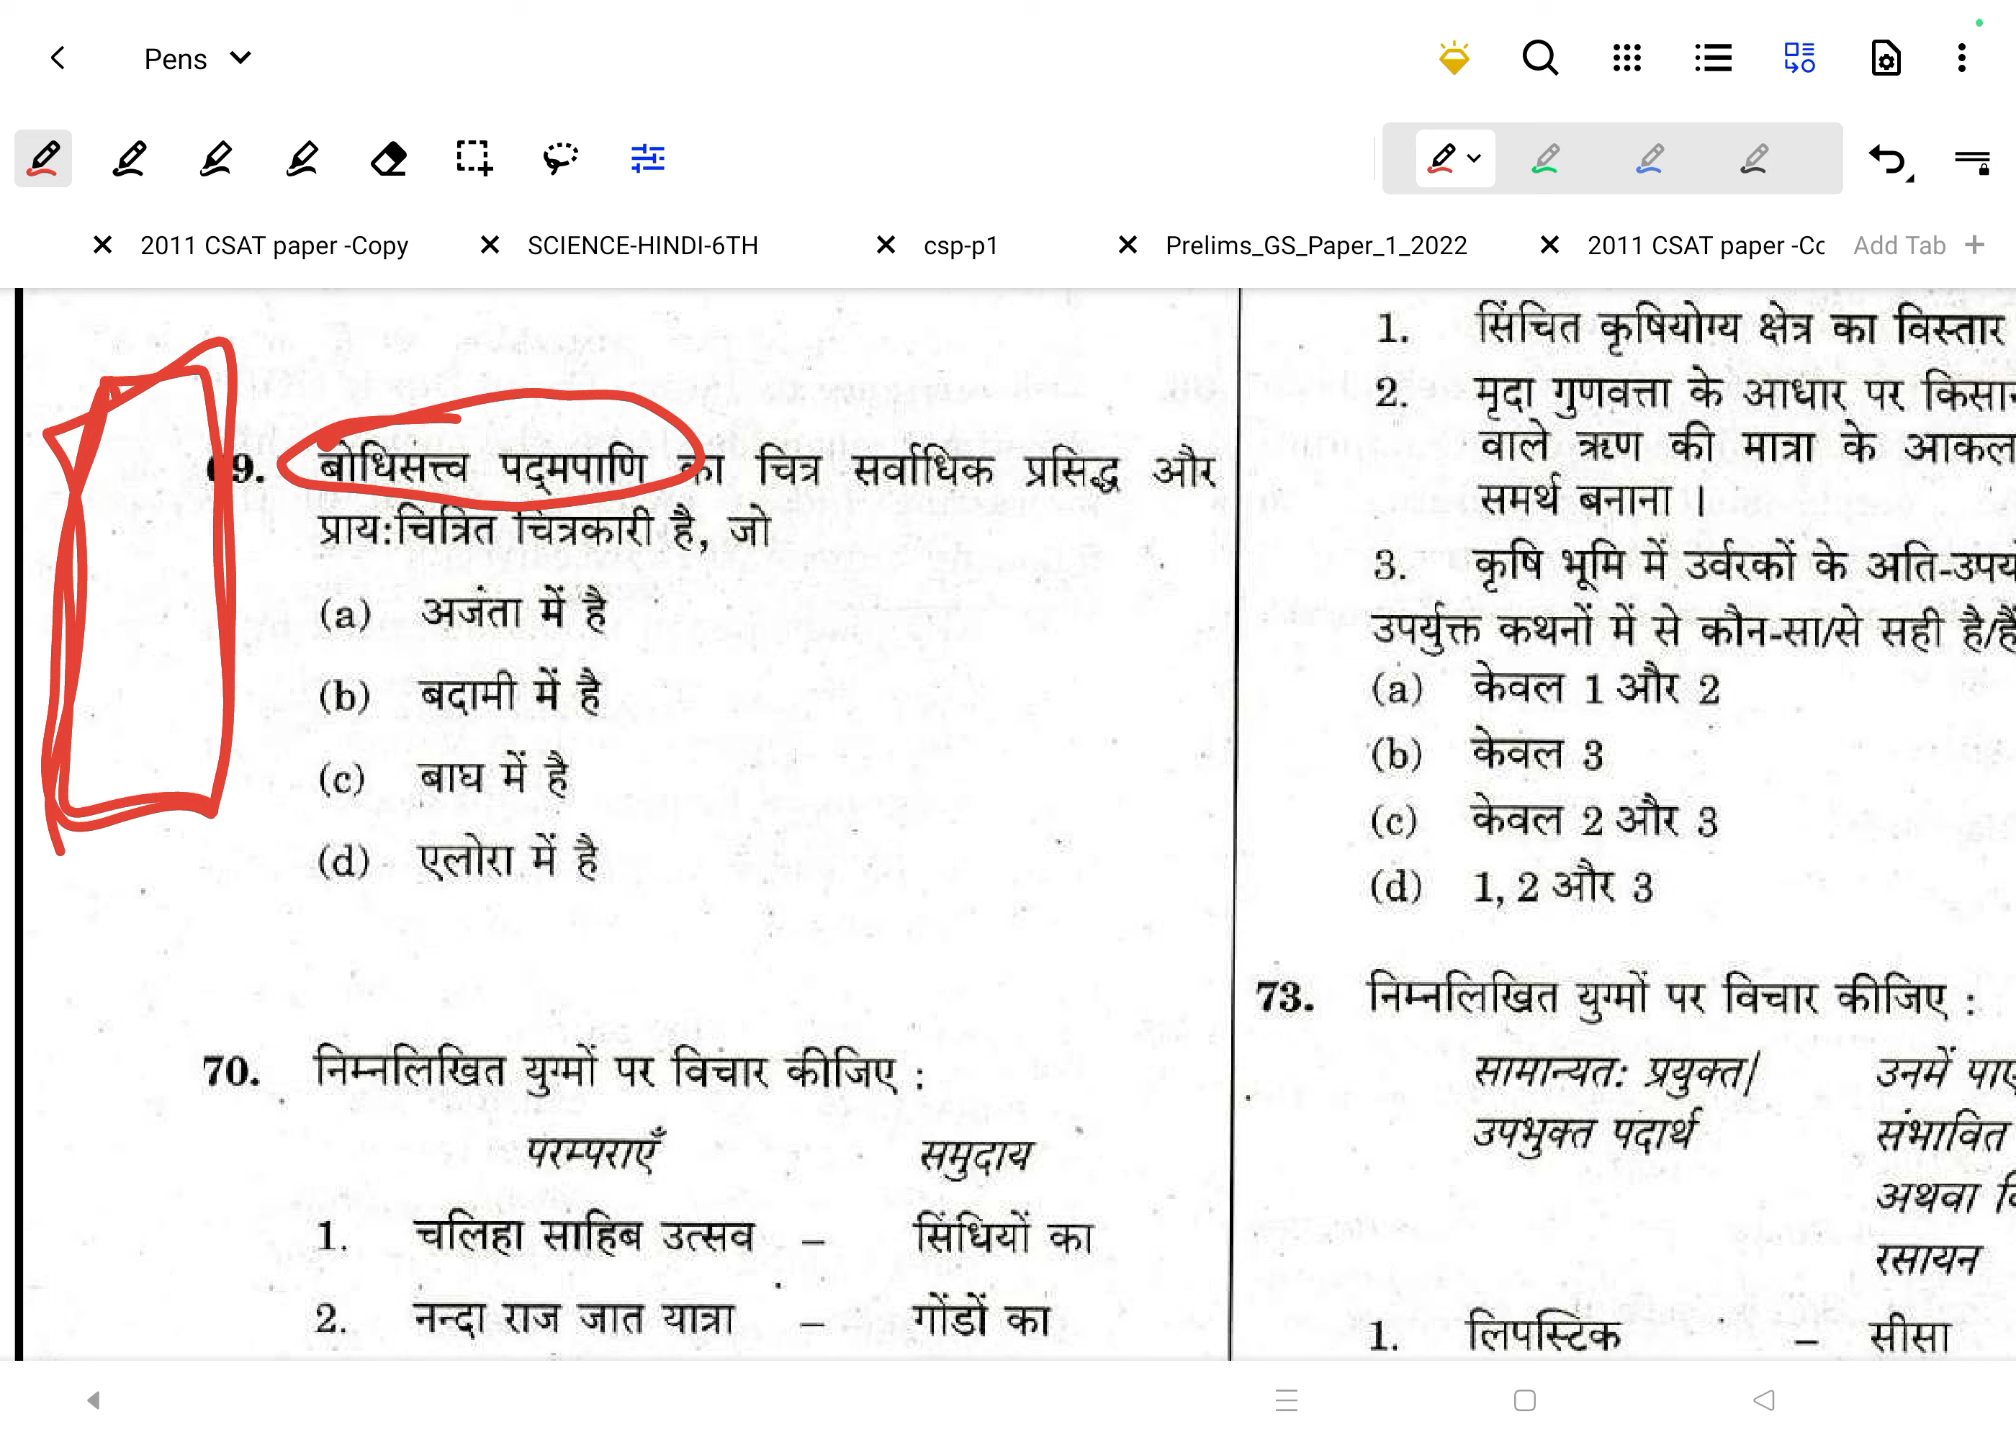 Pens
2011 CSAT paper -Copy
SCIENCE-HINDI-6TH
csp-p1
Prelims_GS_Paper_1_2022
2011 CSAT paper -Co
Add Tab +
69. बोधिसत्त्व पद्मपाणि का चित्र सर्वाधिक प्रसिद्ध और
प्राय:चित्रित चित्रकारी है, जो
(a) अजंता में है
(b) बदामी में है
(c) बाघ में है
(d) एलोरा में है
70. निम्नलिखित युग्मों पर विचार कीजिए :
परम्पराएँ समुदाय
1. चलिहा साहिब उत्सव – सिंधियों का
2. नन्दा राज जात यात्रा – गोंडों का
1. सिंचित कृषियोग्य क्षेत्र का विस्तार
2. मृदा गुणवत्ता के आधार पर
वाले ऋण की मात्रा के
समर्थ बनाना ।
3. कृषि भूमि में उर्वरकों के
उपर्युक्त कथनों में से कौन-सा/से सही है/हैं
(a) केवल 1 और 2
(b) केवल 3
(c) केवल 2 और 3
(d) 1, 2 और 3
73. निम्नलिखित युग्मों पर विचार कीजिए :
सामान्यत: प्रयुक्त/ उनमें
उपभुक्त पदार्थ संभावित
अथवा
रसायन
1. लिपस्टिक – सीसा